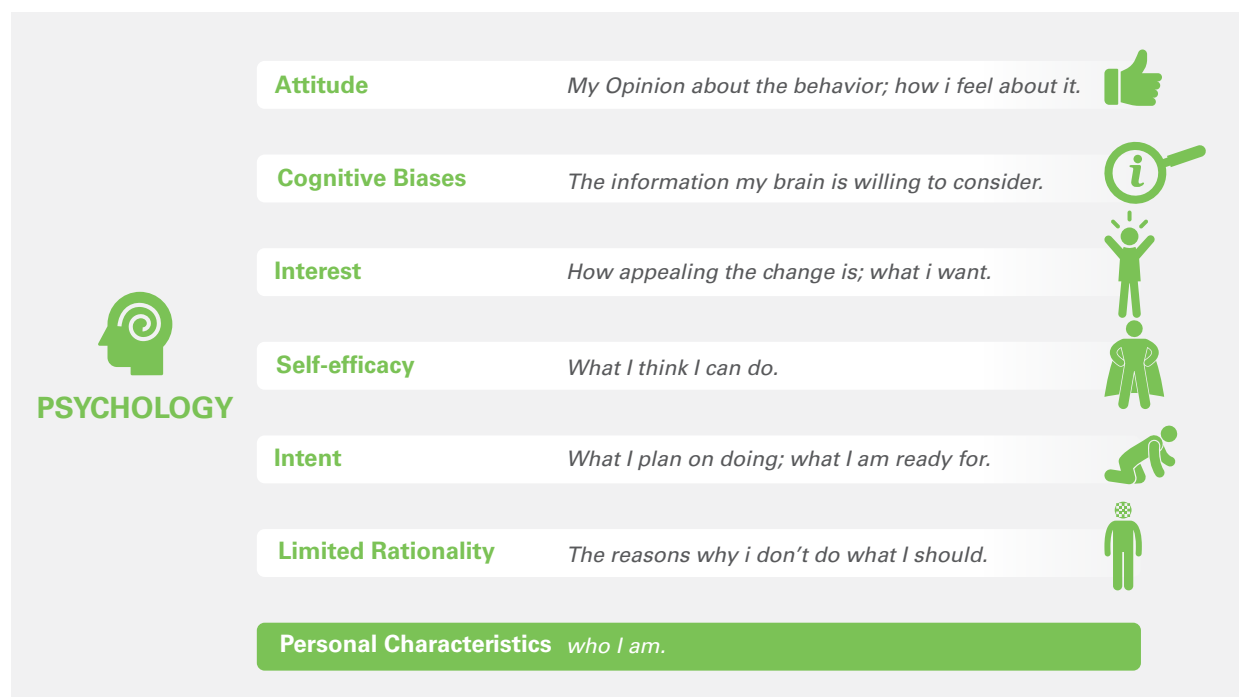 Attitude My Opinion about the behavior; how i feel about it.
Cognitive Biases The information my brain is willing to consider.
i
Interest How appealing the change is; what i want.
Self-efficacy What I think I can do.
PSYCHOLOGY
Intent What I plan on doing; what I am ready for.
Limited Rationality The reasons why i don’t do what I should.
Personal Characteristics who I am.